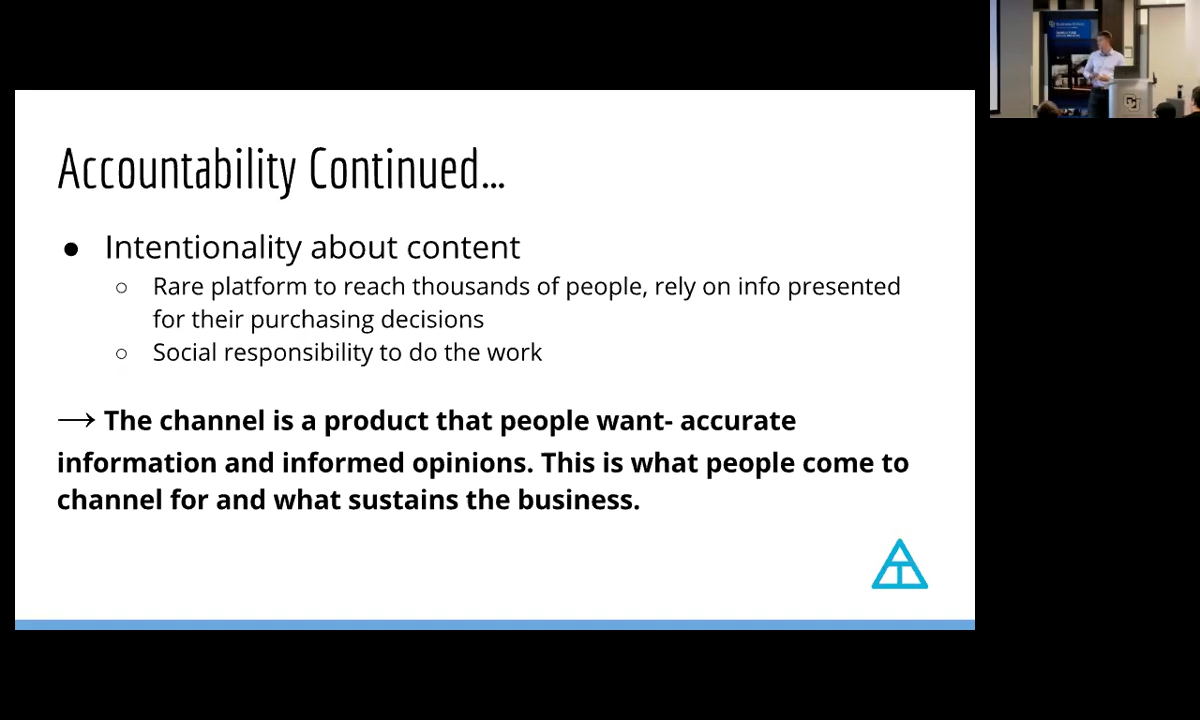 Accountability Continued...
● Intentionality about content
○ Rare platform to reach thousands of people, rely on info presented
for their purchasing decisions
○ Social responsibility to do the work
→ The channel is a product that people want- accurate
information and informed opinions. This is what people come to
channel for and what sustains the business.